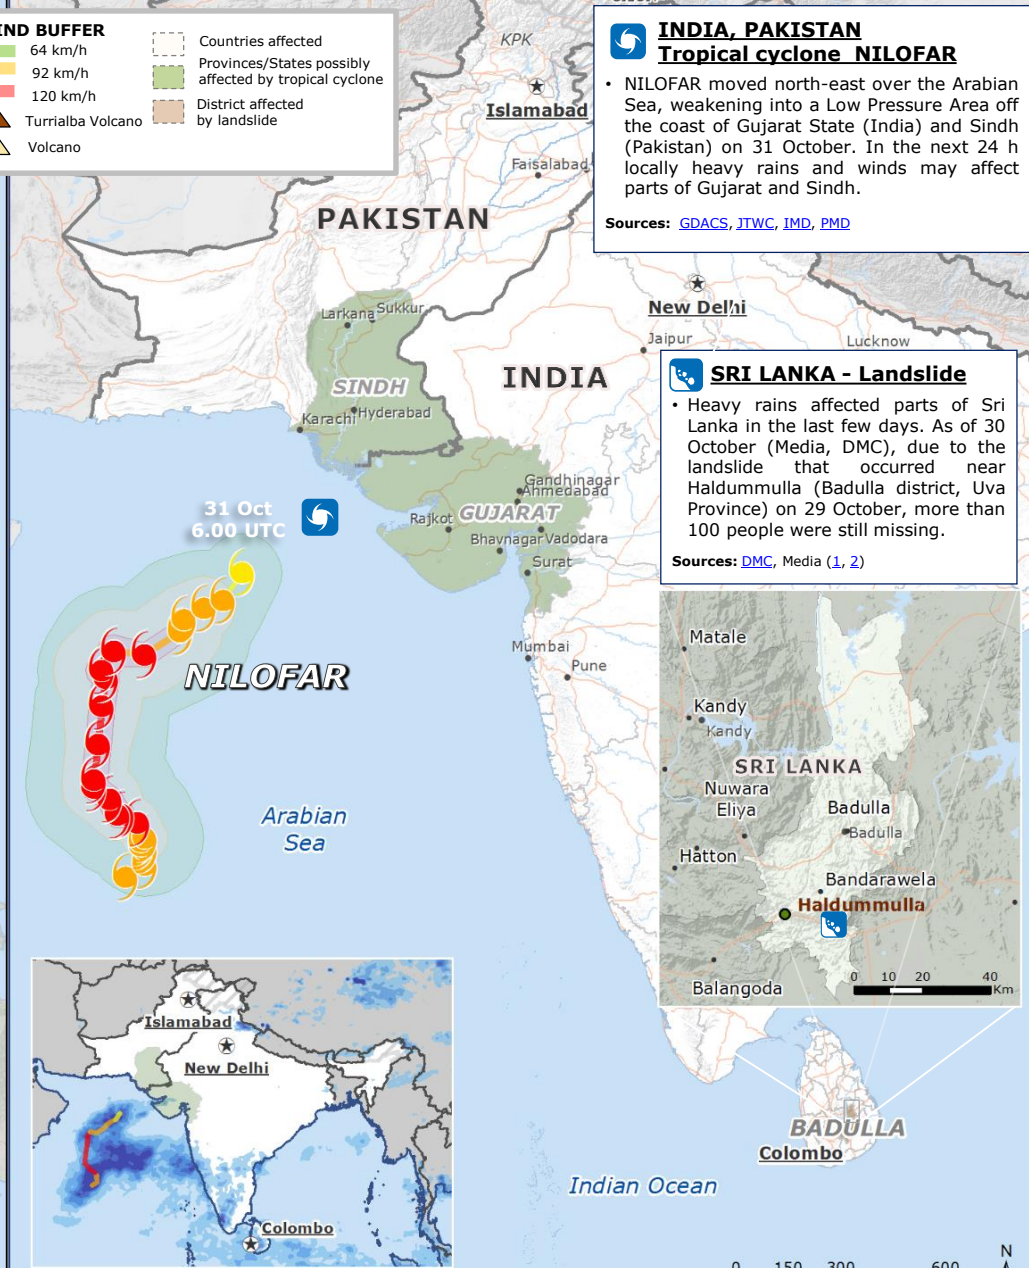 IND BUFFER
64 km/h
92 km/h
120 km/h
Turrialba Volcano
Volcano
Countries affected
Provinces/States possibly
affected by tropical cyclone
District affected
by landslide
INDIA, PAKISTAN
Tropical cyclone NILOFAR
• NILOFAR moved north-east over the Arabian
Sea, weakening into a Low Pressure Area off
the coast of Gujarat State (India) and Sindh
(Pakistan) on 31 October. In the next 24 h
locally heavy rains and winds may affect
parts of Gujarat and Sindh.
Sources: GDACS, JTWC, IMD, PMD
KPK
Islamabad
Faisalabad
PAKISTAN
New Delhi
Jaipur
Lucknow
Larkana
Sukkur
SINDH
INDIA
Karachi
Hyderabad
SRI LANKA - Landslide
• Heavy rains affected parts of Sri
Lanka in the last few days. As of 30
October (Media, DMC), due to the
landslide that occurred near
Haldummulla (Badulla district, Uva
Province) on 29 October, more than
100 people were still missing.
Sources: DMC, Media (1, 2)
Gandhinagar
Ahmedabad
Rajkot
GUJARAT
Bhavnagar
Vadodara
Surat
31 Oct
6.00 UTC
Mumbai
Pune
NILOFAR
Arabian
Sea
Matale
Kandy
Kandy
SRI LANKA
Nuwara
Eliya
Badulla
Badulla
Hatton
Bandarawela
Haldummulla
Balangoda
0 10 20 40
Km
Islamabad
New Delhi
Colombo
BADULLA
Colombo
Indian Ocean
N
0 150 300 600